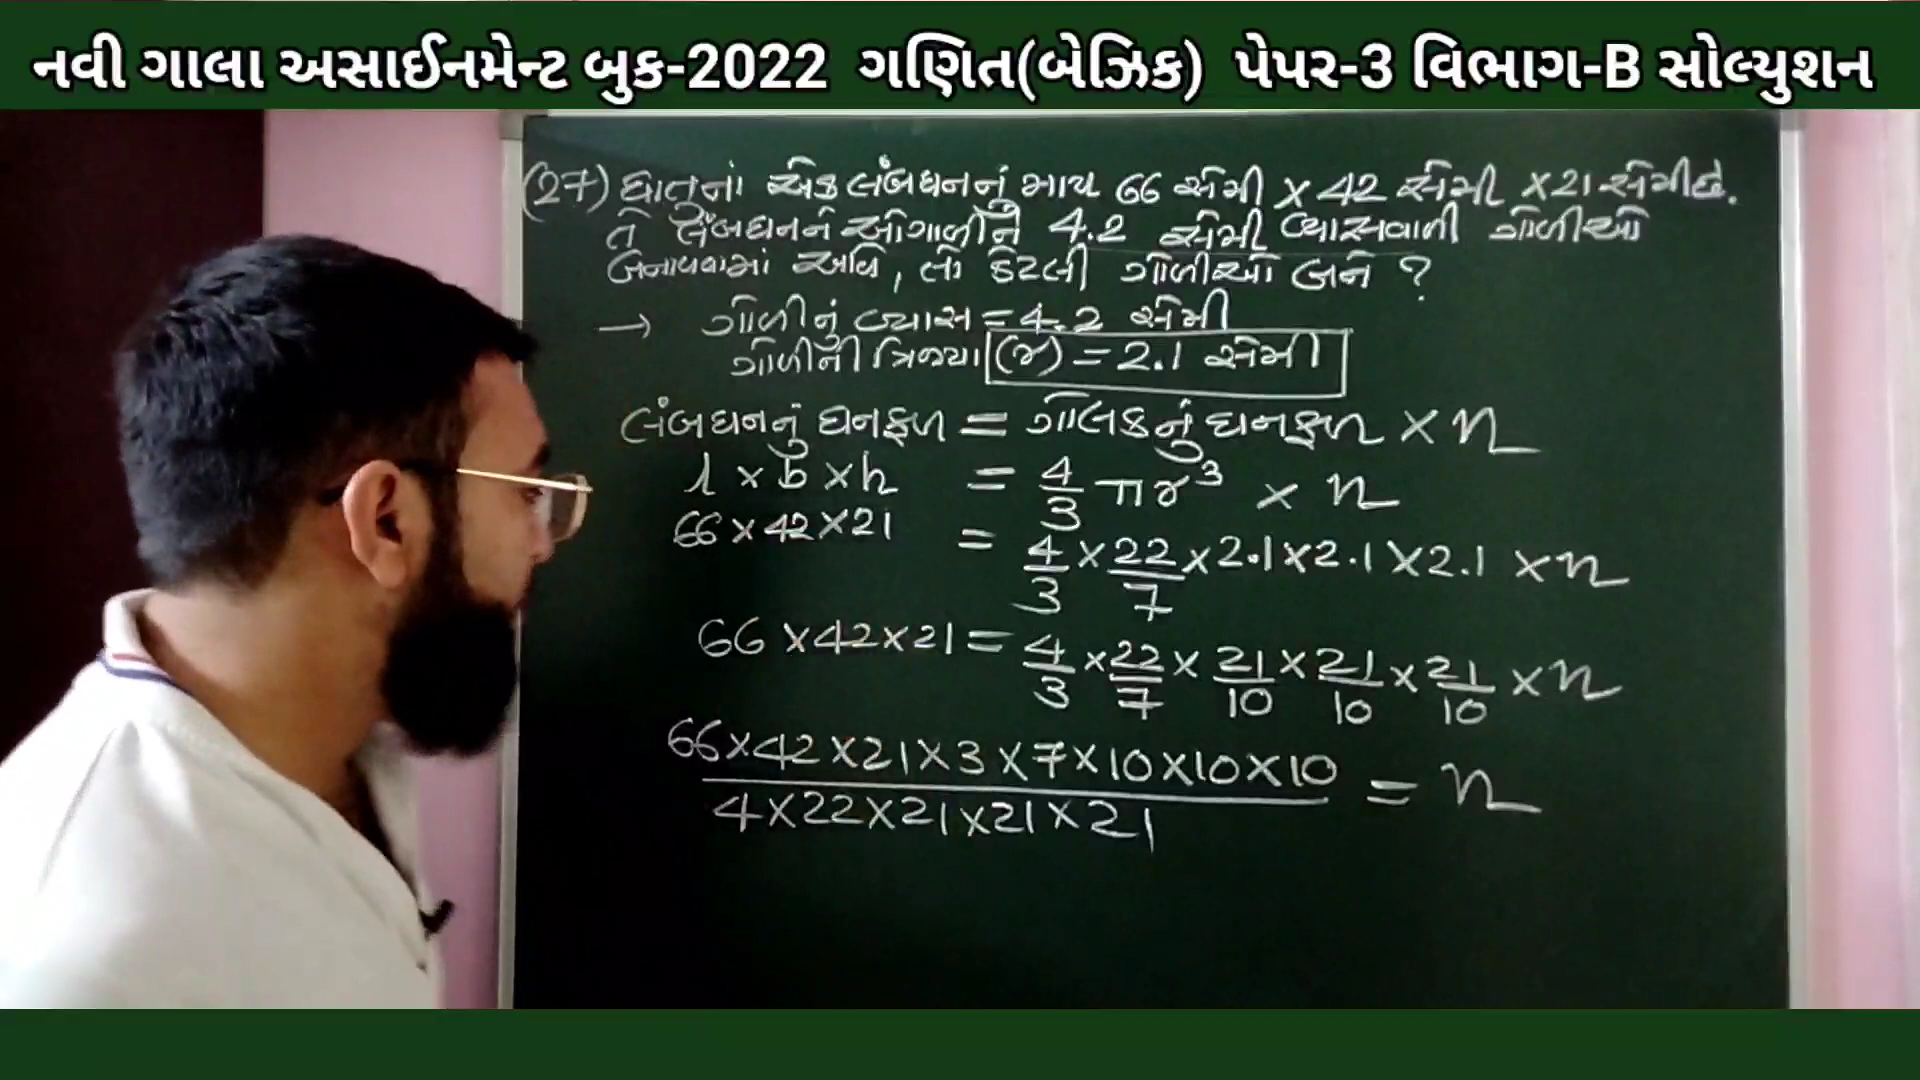 નવી ગાલા અસાઈનમેન્ટ બુક-2022 ગણિત(બેઝિક) પેપર-3 વિભાગ-B સોલ્યુશન
(27) ધાતુનાં એક લંબઘનનું માપ 66 સેમી × 42 સેમી × 21 સેમી છે.
તે લંબઘનને ઓગાળીને 4.2 સેમી વ્યાસવાળી ગોળીઓ
બનાવવામાં આવે, તો કેટલી ગોળીઓ બને ?
→ ગોળીનું વ્યાસ = 4.2 સેમી
ગોળીની ત્રિજ્યા (r) = 2.1 સેમી
લંબઘનનું ઘનફળ = ગોલકનું ઘનફળ × n
l × b × h = 4/3 πr³ × n
66 × 42 × 21 = 4/3 × 22/7 × 2.1 × 2.1 × 2.1 × n
66 × 42 × 21 = 4/3 × 22/7 × 21/10 × 21/10 × 21/10 × n
66 × 42 × 21 × 3 × 7 × 10 × 10 × 10 / 4 × 22 × 21 × 21 × 21 = n